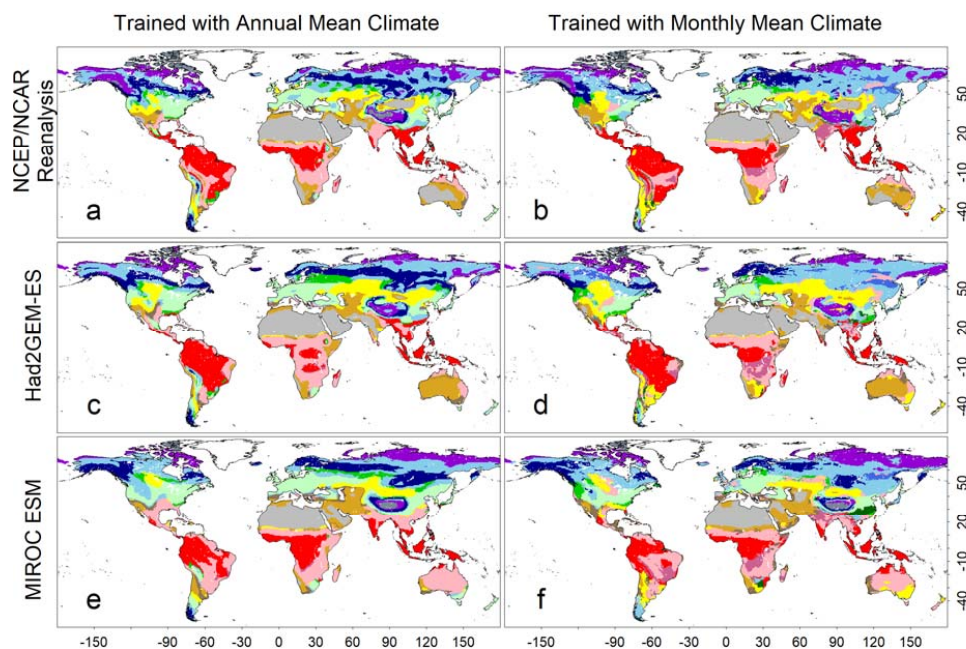 Trained with Annual Mean Climate
Trained with Monthly Mean Climate
NCEP/NCAR
Reanalysis
a
b
50
20
-10
-40
Had2GEM-ES
c
d
50
20
-10
-40
MIROC ESM
e
f
50
20
-10
-40
-150 -90 -60 -30 0 30 60 90 120 150
-150 -90 -60 -30 0 30 60 90 120 150